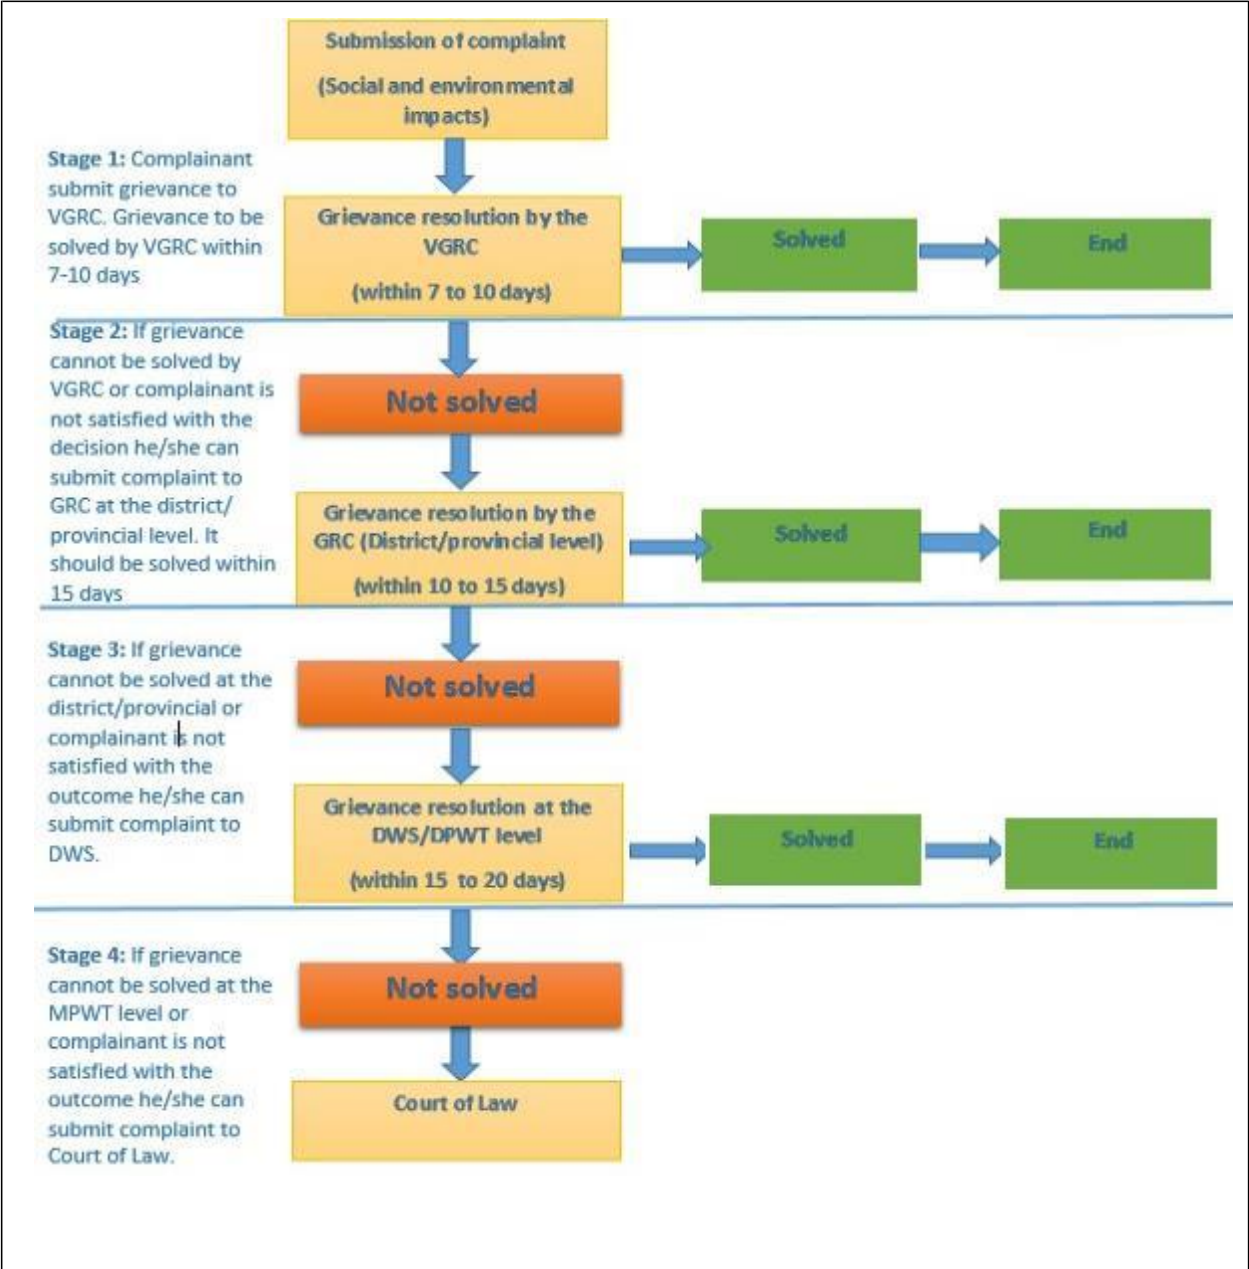 Submission of complaint
(Social and environmental
impacts)
Stage 1: Complainant
submit grievance to
VGRC. Grievance to be
solved by VGRC within
7-10 days
Grievance resolution by the
VGRC
(within 7 to 10 days)
Solved
End
Stage 2: If grievance
cannot be solved by
VGRC or complainant is
not satisfied with the
decision he/she can
submit complaint to
GRC at the district/
provincial level. It
should be solved within
15 days
Not solved
Grievance resolution by the
GRC (District/provincial level)
(within 10 to 15 days)
Solved
End
Stage 3: If grievance
cannot be solved at the
district/provincial or
complainant is not
satisfied with the
outcome he/she can
submit complaint to
DWS.
Not solved
Grievance resolution at the
DWS/DPWT level
(within 15 to 20 days)
Solved
End
Stage 4: If grievance
cannot be solved at the
MPWT level or
complainant is not
satisfied with the
outcome he/she can
submit complaint to
Court of Law.
Not solved
Court of Law